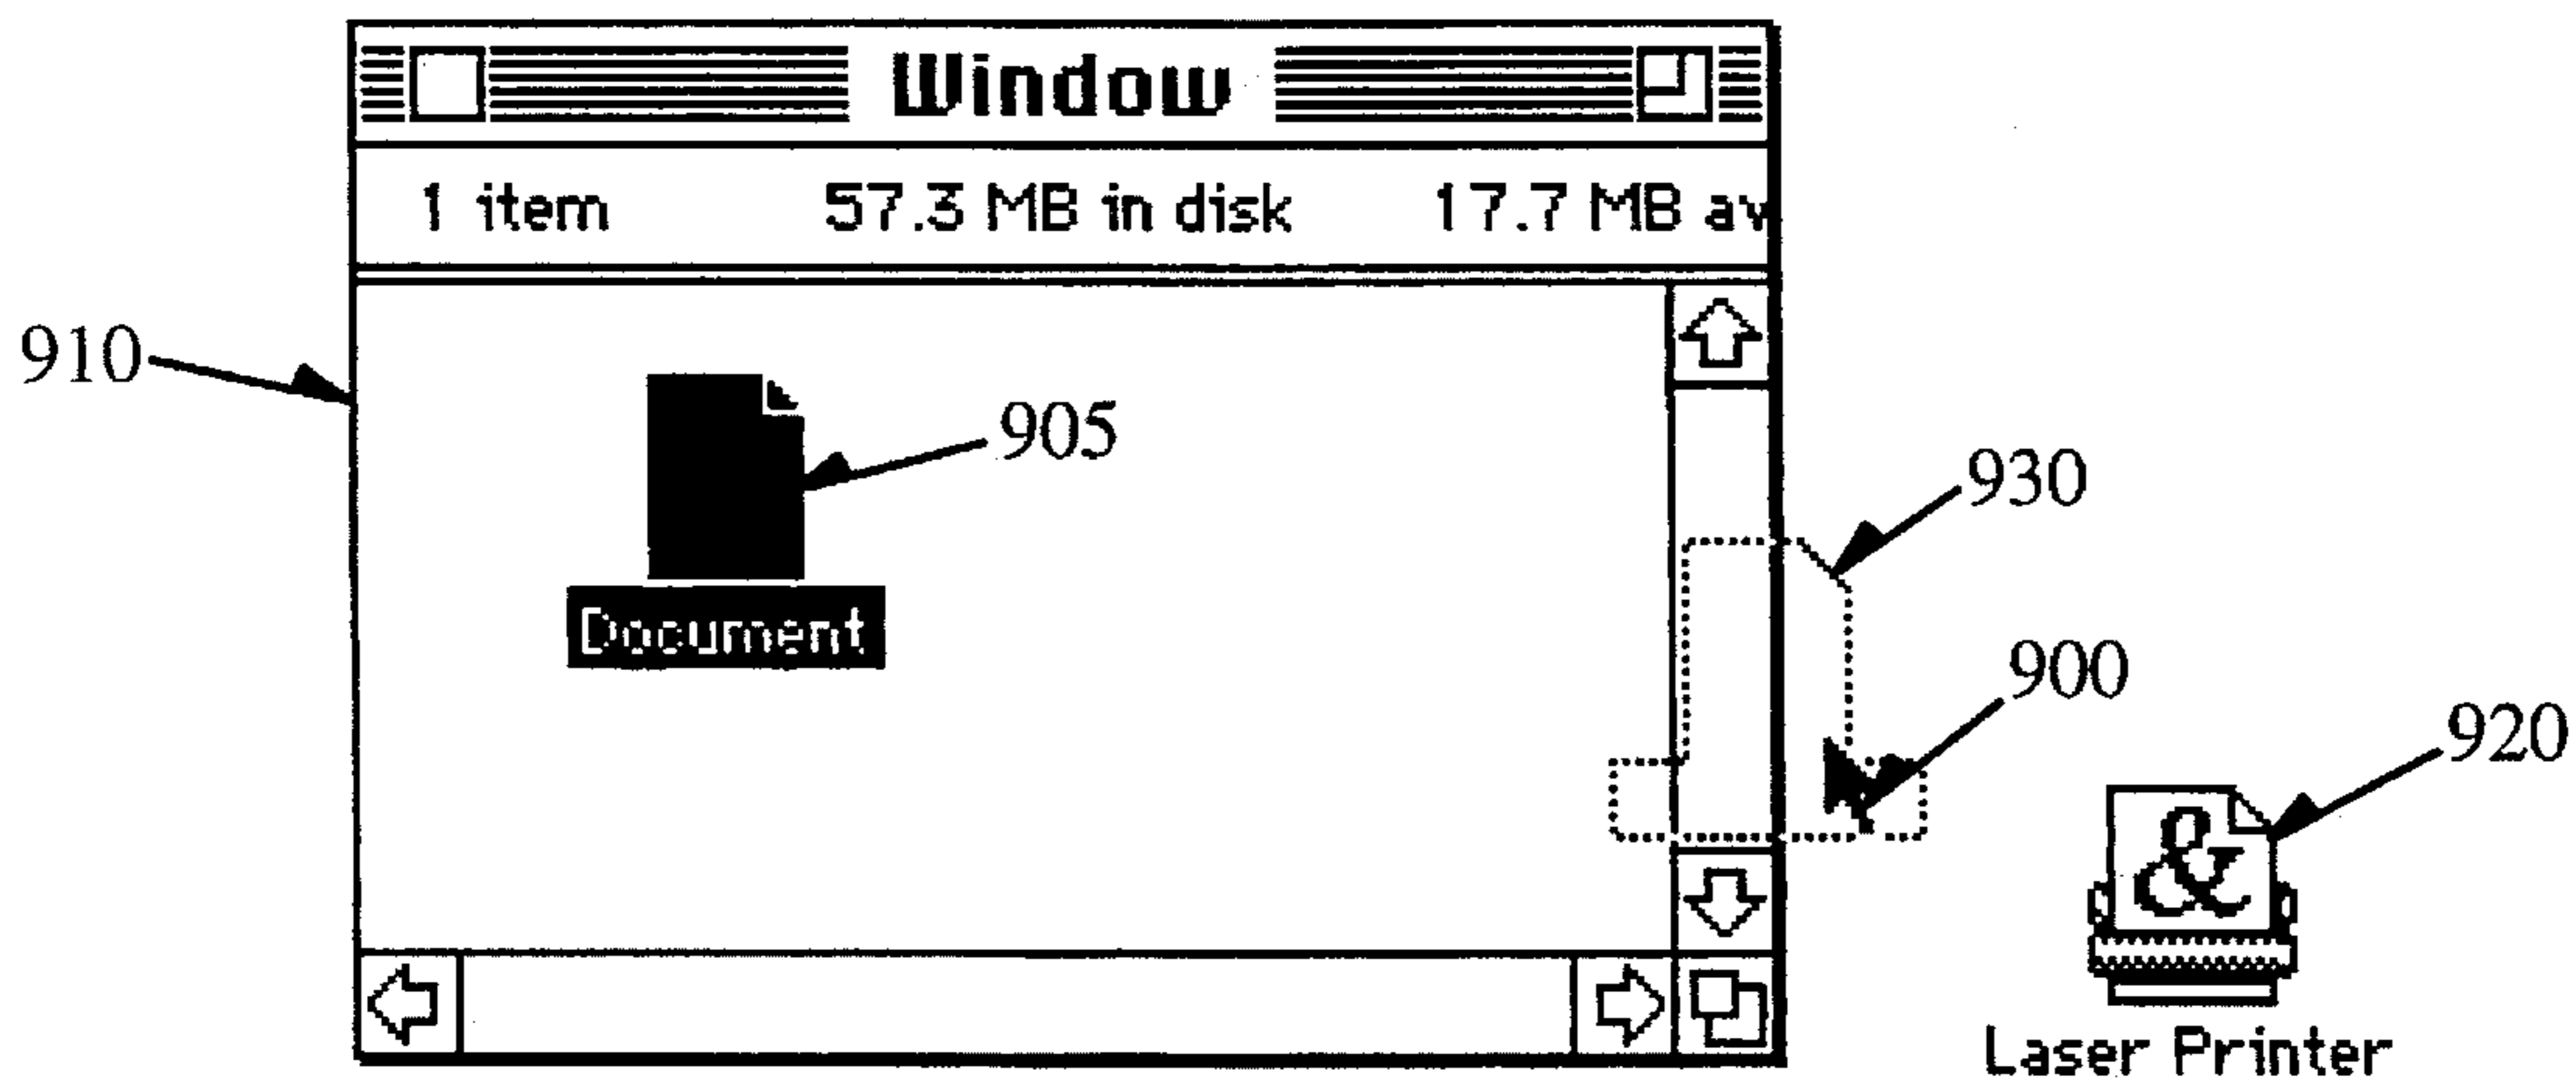 Window
1 item 57.3 MB in disk 17.7 MB av
910
905
Document
930
900
920
&
Laser Printer